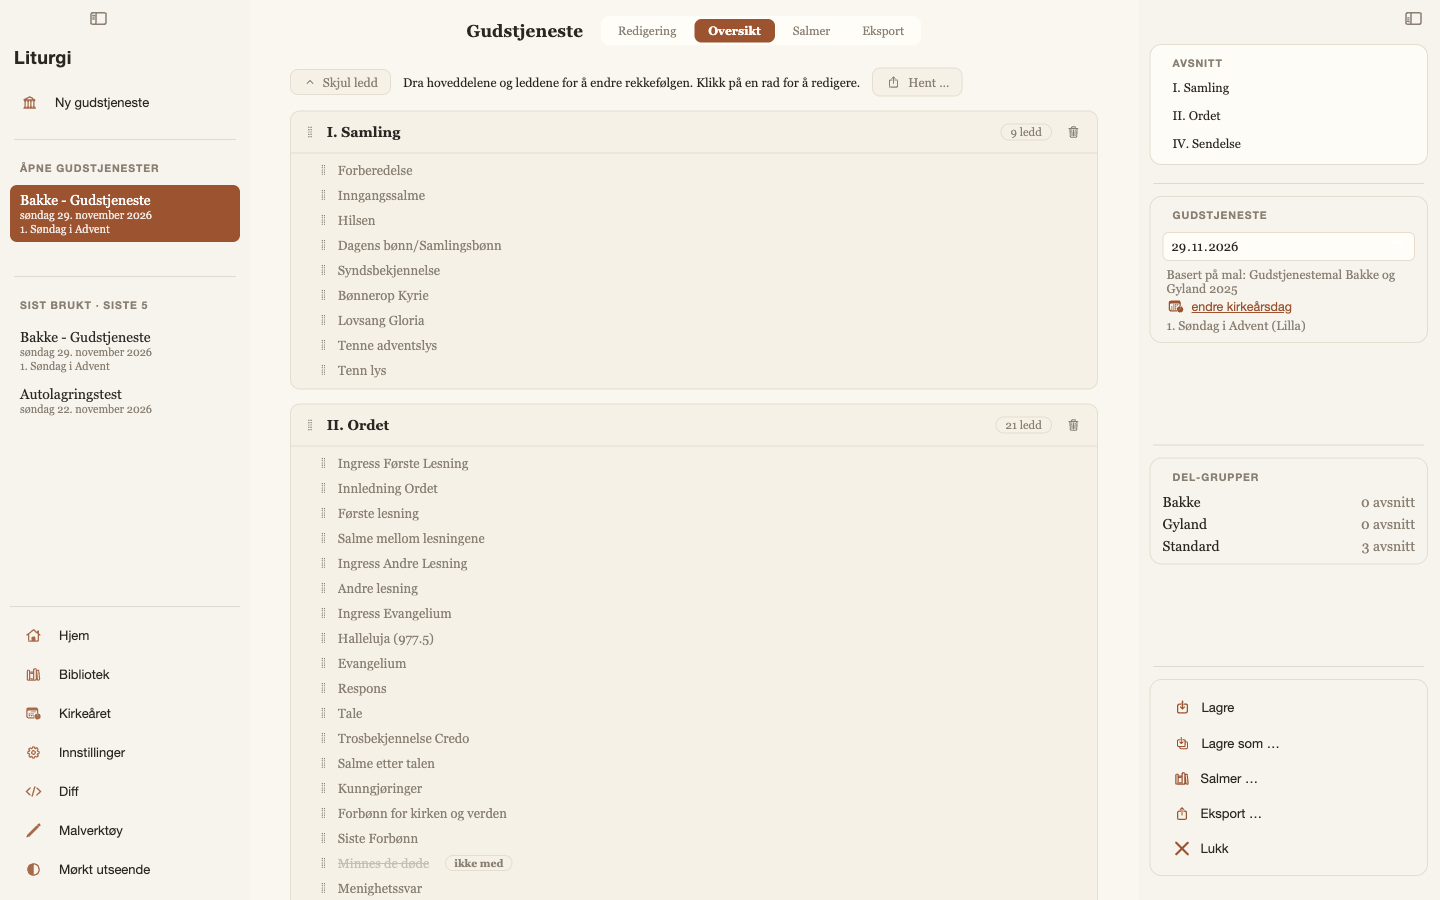 Liturgi
Ny gudstjeneste
ÅPNE GUDSTJENESTER
Bakke - Gudstjeneste
søndag 29. november 2026
1. Søndag i Advent
SIST BRUKT · SISTE 5
Bakke - Gudstjeneste
søndag 29. november 2026
1. Søndag i Advent
Autolagringstest
søndag 22. november 2026
Hjem
Bibliotek
Kirkeåret
Innstillinger
Diff
Malverktøy
Mørkt utseende
Gudstjeneste
Redigering
Oversikt
Salmer
Eksport
Skjul ledd
Dra hoveddelene og leddene for å endre rekkefølgen. Klikk på en rad for å redigere.
Hent ...
I. Samling
9 ledd
Forberedelse
Inngangssalme
Hilsen
Dagens bønn/Samlingsbønn
Syndsbekjennelse
Bønnerop Kyrie
Lovsang Gloria
Tenne adventslys
Tenn lys
II. Ordet
21 ledd
Ingress Første Lesning
Innledning Ordet
Første lesning
Salme mellom lesningene
Ingress Andre Lesning
Andre lesning
Ingress Evangelium
Halleluja (977.5)
Evangelium
Respons
Tale
Trosbekjennelse Credo
Salme etter talen
Kunngjøringer
Forbønn for kirken og verden
Siste Forbønn
Minnes de døde
ikke med
Menighetssvar
AVSNITT
I. Samling
II. Ordet
IV. Sendelse
GUDSTJENESTE
29.11.2026
Basert på mal: Gudstjenestemal Bakke og
Gyland 2025
endre kirkeårsdag
1. Søndag i Advent (Lilla)
DEL-GRUPPER
Bakke
0 avsnitt
Gyland
0 avsnitt
Standard
3 avsnitt
Lagre
Lagre som ...
Salmer ...
Eksport ...
Lukk